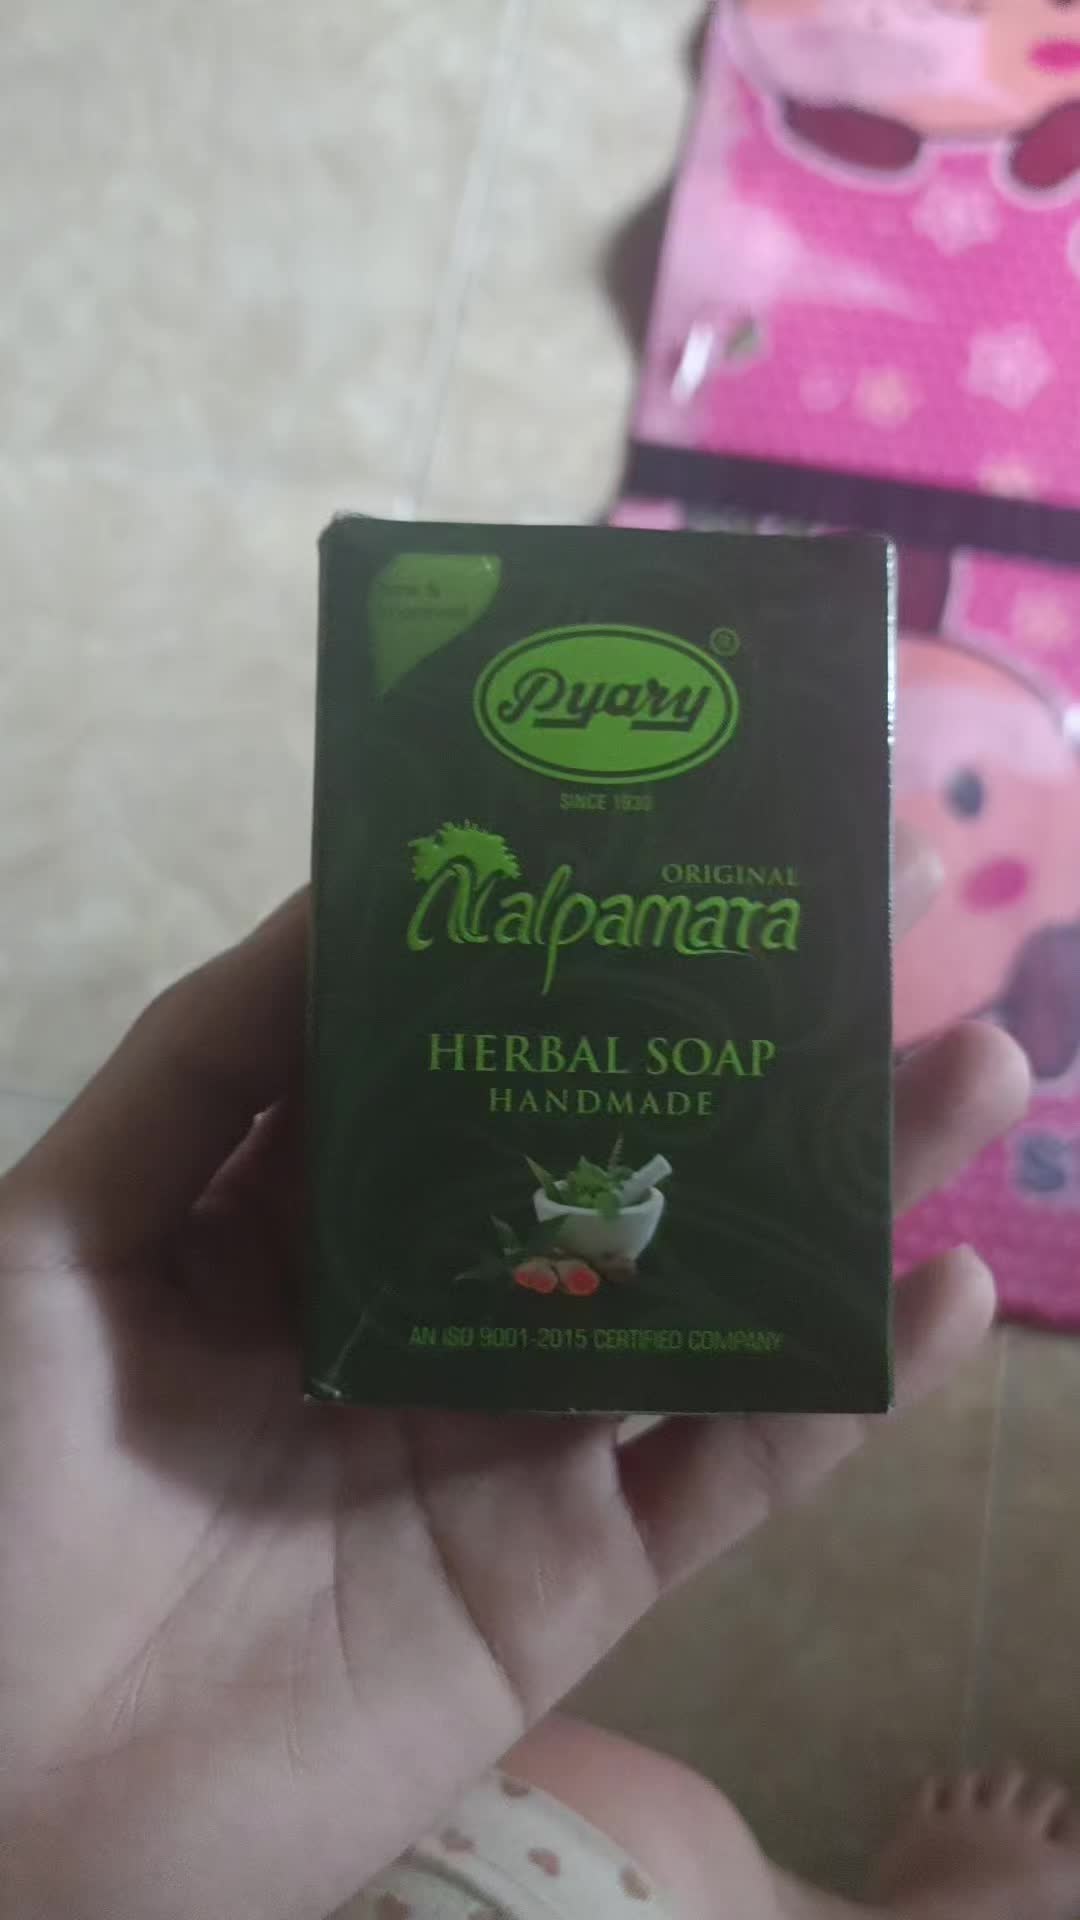 Pyary
®
SINCE 1930
ORIGINAL
Nalpamara
HERBAL SOAP
HANDMADE
AN ISO 9001-2015 CERTIFIED COMPANY